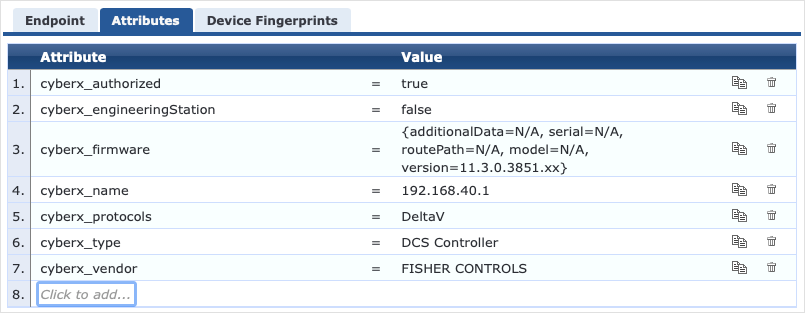 Endpoint Attributes Device Fingerprints
Attribute Value
1. cyberx_authorized = true
2. cyberx_engineeringStation = false
3. cyberx_firmware = {additionalData=N/A, serial=N/A,
routePath=N/A, model=N/A,
version=11.3.0.3851.xx}
4. cyberx_name = 192.168.40.1
5. cyberx_protocols = DeltaV
6. cyberx_type = DCS Controller
7. cyberx_vendor = FISHER CONTROLS
8. Click to add...